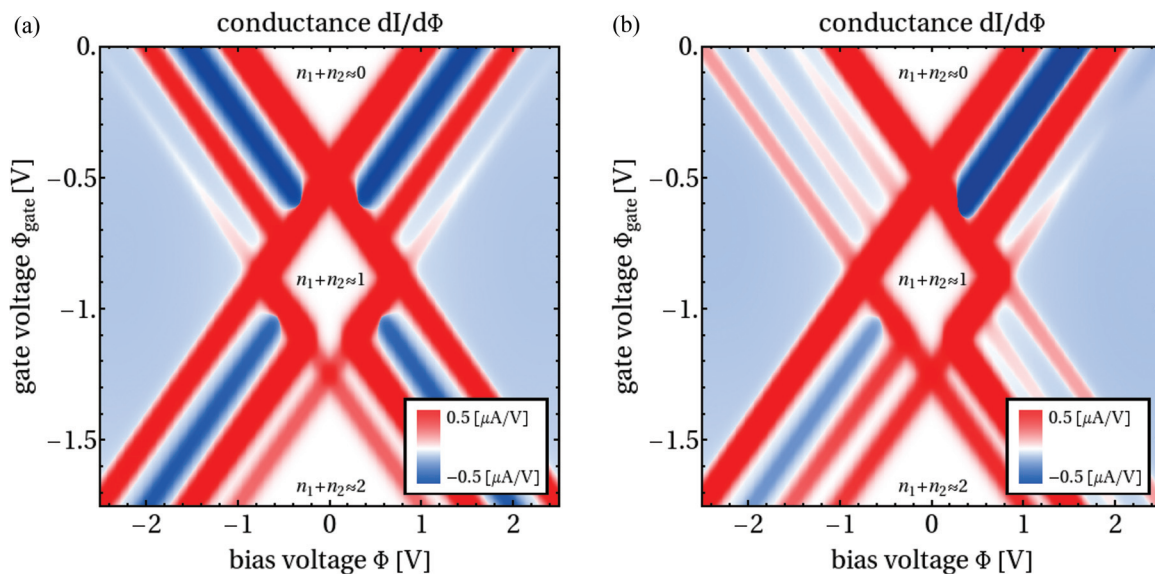 (a)
conductance dI/dΦ
0.
−0.5
−1.
−1.5
gate voltage Φgate [V]
n1+n2≈0
n1+n2≈1
n1+n2≈2
0.5 [μA/V]
−0.5 [μA/V]
−2 −1 0 1 2
bias voltage Φ [V]
(b)
conductance dI/dΦ
0.
−0.5
−1.
−1.5
gate voltage Φgate [V]
n1+n2≈0
n1+n2≈1
n1+n2≈2
0.5 [μA/V]
−0.5 [μA/V]
−2 −1 0 1 2
bias voltage Φ [V]